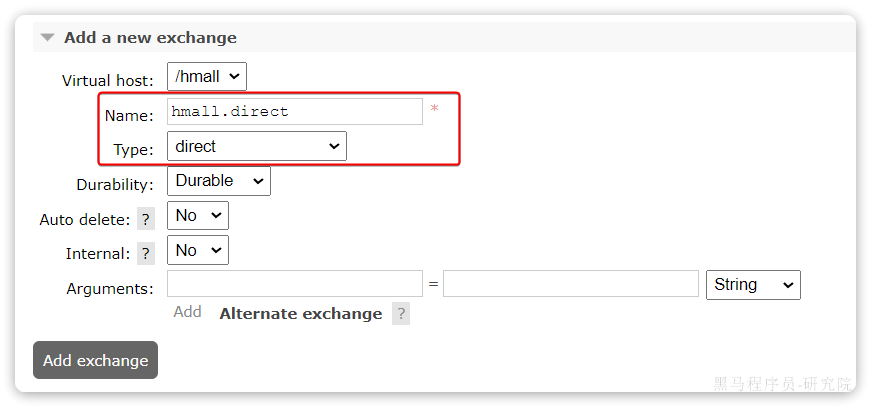 Add a new exchange
Virtual host: /hmall
Name: hmall.direct *
Type: direct
Durability: Durable
Auto delete: ? No
Internal: ? No
Arguments: = String
Add Alternate exchange ?
Add exchange
黑马程序员-研究院